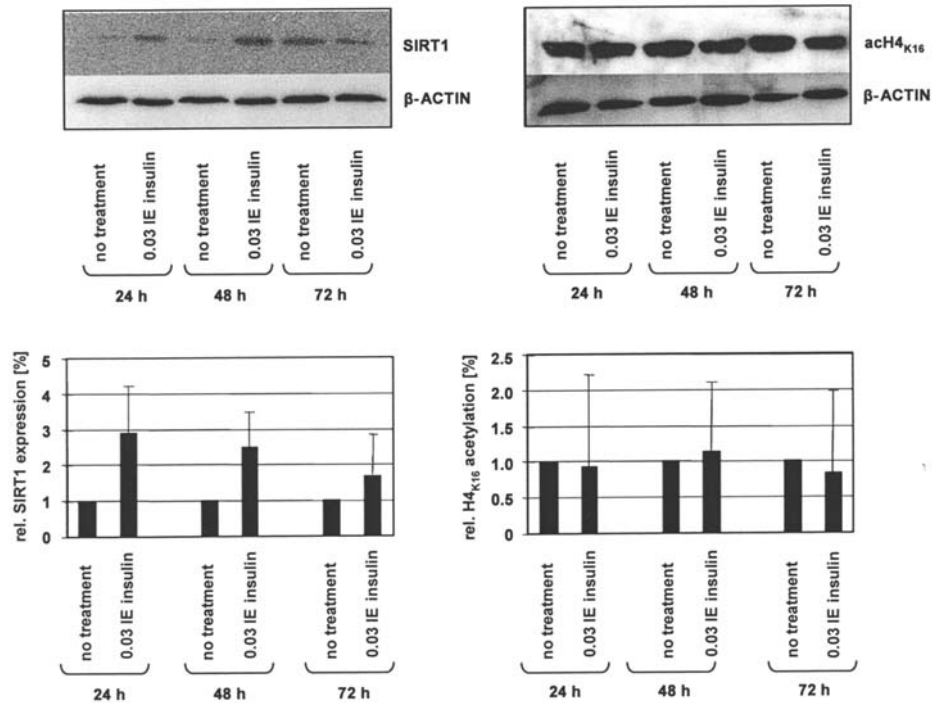 SIRT1
β-ACTIN
no treatment
0.03 IE insulin
no treatment
0.03 IE insulin
no treatment
0.03 IE insulin
24 h
48 h
72 h
acH4K16
β-ACTIN
no treatment
0.03 IE insulin
no treatment
0.03 IE insulin
no treatment
0.03 IE insulin
24 h
48 h
72 h
rel. SIRT1 expression [%]
5
4
3
2
1
0
no treatment
0.03 IE insulin
no treatment
0.03 IE insulin
no treatment
0.03 IE insulin
24 h
48 h
72 h
rel. H4K16 acetylation [%]
2.5
2.0
1.5
1.0
0.5
0
no treatment
0.03 IE insulin
no treatment
0.03 IE insulin
no treatment
0.03 IE insulin
24 h
48 h
72 h